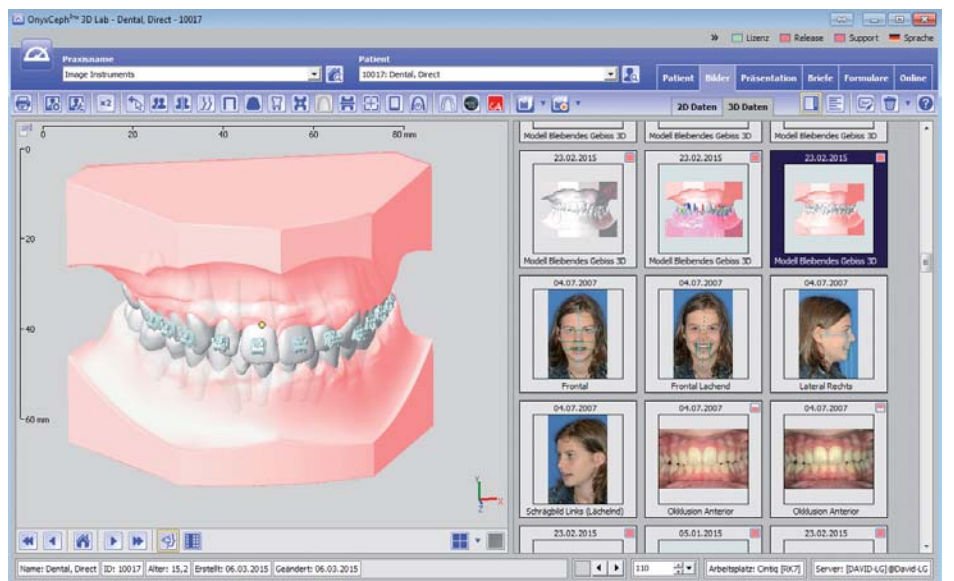 OnyxCeph³™ 3D Lab - Dental, Direct - 10017
» Lizenz Release Support Sprache
Praxisname Patient
Image Instruments 10017: Dental, Direct
Patient Bilder Präsentation Briefe Formulare Online
×2 CA 2D Daten 3D Daten
0 20 40 60 80 mm
0
20
40
60 mm
Y
X
Z
Modell Bleibendes Gebiss 3D Modell Bleibendes Gebiss 3D Modell Bleibendes Gebiss 3D
23.02.2015 23.02.2015 23.02.2015
Modell Bleibendes Gebiss 3D Modell Bleibendes Gebiss 3D Modell Bleibendes Gebiss 3D
04.07.2007 04.07.2007 04.07.2007
Frontal Frontal Lachend Lateral Rechts
04.07.2007 04.07.2007 04.07.2007
Schrägbild Links (Lächelnd) Okklusion Anterior Okklusion Anterior
23.02.2015 05.01.2015 23.02.2015
Name: Dental, Direct ID: 10017 Alter: 15,2 Erstellt: 06.03.2015 Geändert: 06.03.2015 110 Arbeitsplatz: Cintiq [RK7] Server: [DAVID-LG]@David-LG